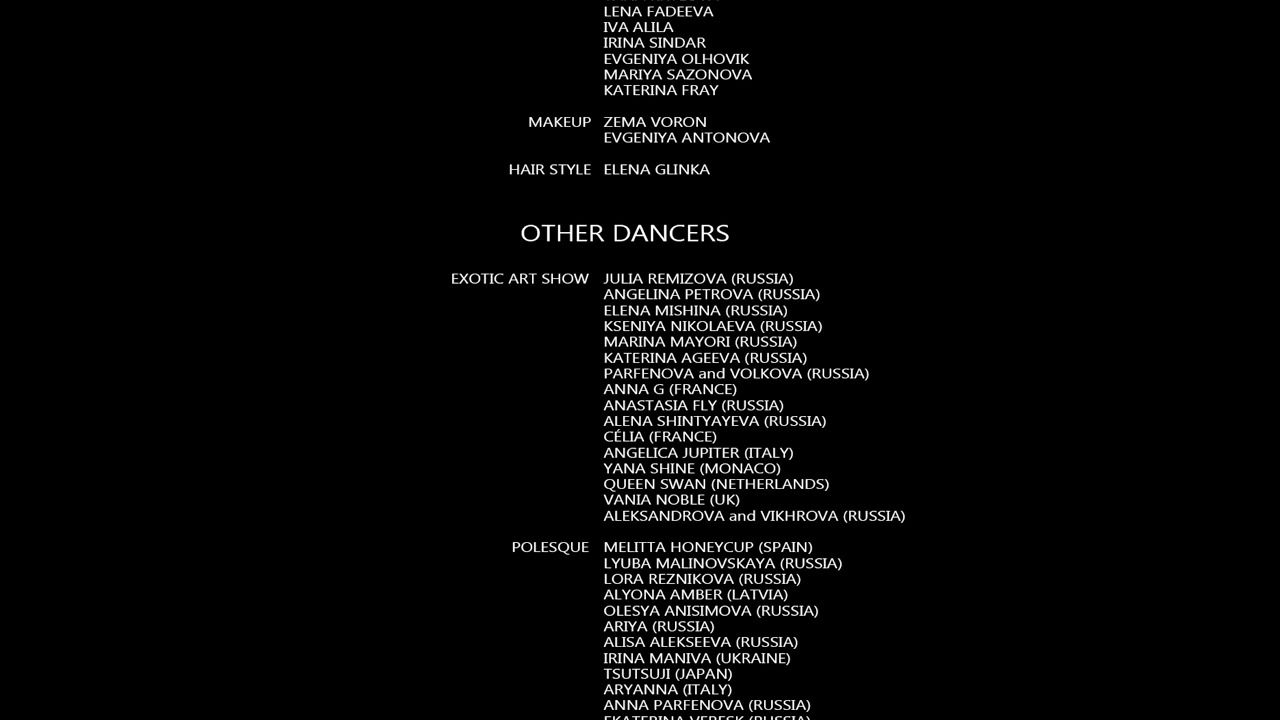 LENA FADEEVA
IVA ALILA
IRINA SINDAR
EVGENIYA OLHOVIK
MARIYA SAZONOVA
KATERINA FRAY
MAKEUP ZEMA VORON
EVGENIYA ANTONOVA
HAIR STYLE ELENA GLINKA
OTHER DANCERS
EXOTIC ART SHOW JULIA REMIZOVA (RUSSIA)
ANGELINA PETROVA (RUSSIA)
ELENA MISHINA (RUSSIA)
KSENIYA NIKOLAEVA (RUSSIA)
MARINA MAYORI (RUSSIA)
KATERINA AGEEVA (RUSSIA)
PARFENOVA and VOLKOVA (RUSSIA)
ANNA G (FRANCE)
ANASTASIA FLY (RUSSIA)
ALENA SHINTYAYEVA (RUSSIA)
CÉLIA (FRANCE)
ANGELICA JUPITER (ITALY)
YANA SHINE (MONACO)
QUEEN SWAN (NETHERLANDS)
VANIA NOBLE (UK)
ALEKSANDROVA and VIKHROVA (RUSSIA)
POLESQUE MELITTA HONEYCUP (SPAIN)
LYUBA MALINOVSKAYA (RUSSIA)
LORA REZNIKOVA (RUSSIA)
ALYONA AMBER (LATVIA)
OLESYA ANISIMOVA (RUSSIA)
ARIYA (RUSSIA)
ALISA ALEKSEEVA (RUSSIA)
IRINA MANIVA (UKRAINE)
TSUTSUJI (JAPAN)
ARYANNA (ITALY)
ANNA PARFENOVA (RUSSIA)